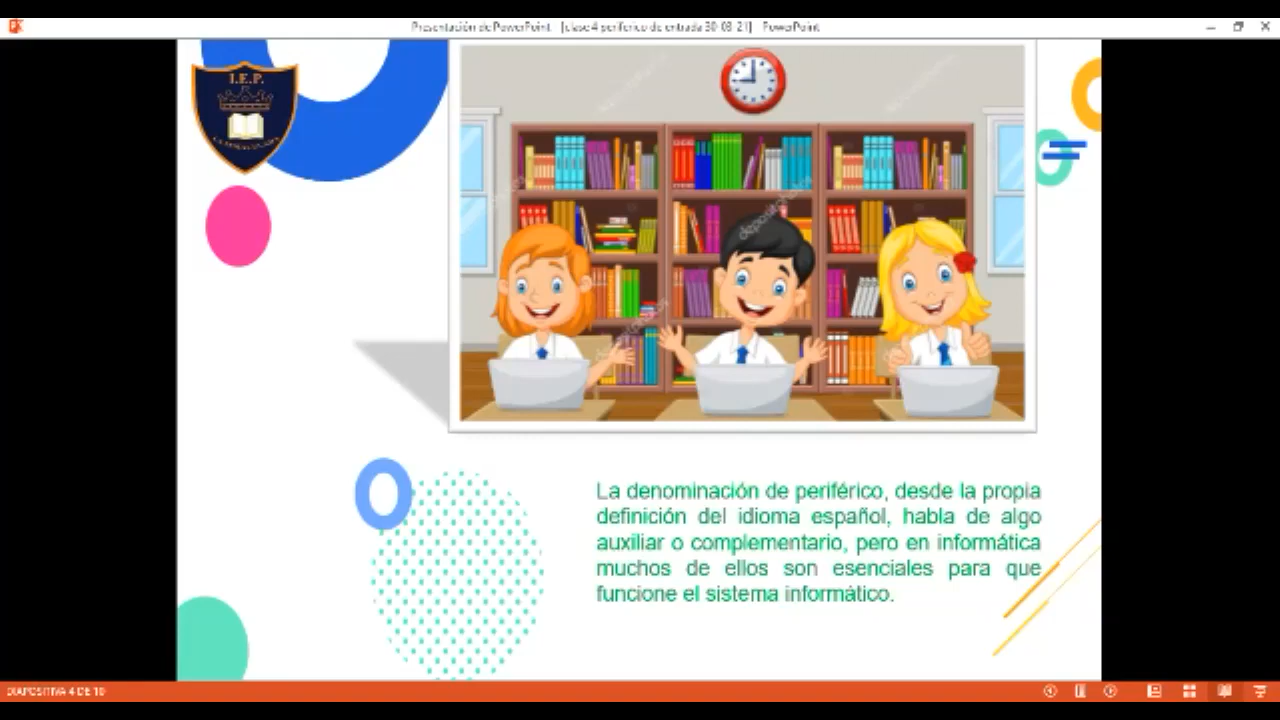 Presentación de PowerPoint - [clase 4 periferico de entrada 30-03-21] - PowerPoint
I.E.P.
depositphotos
La denominación de periférico, desde la propia
definición del idioma español, habla de algo
auxiliar o complementario, pero en informática
muchos de ellos son esenciales para que
funcione el sistema informático.
DIAPOSITIVA 4 DE 10